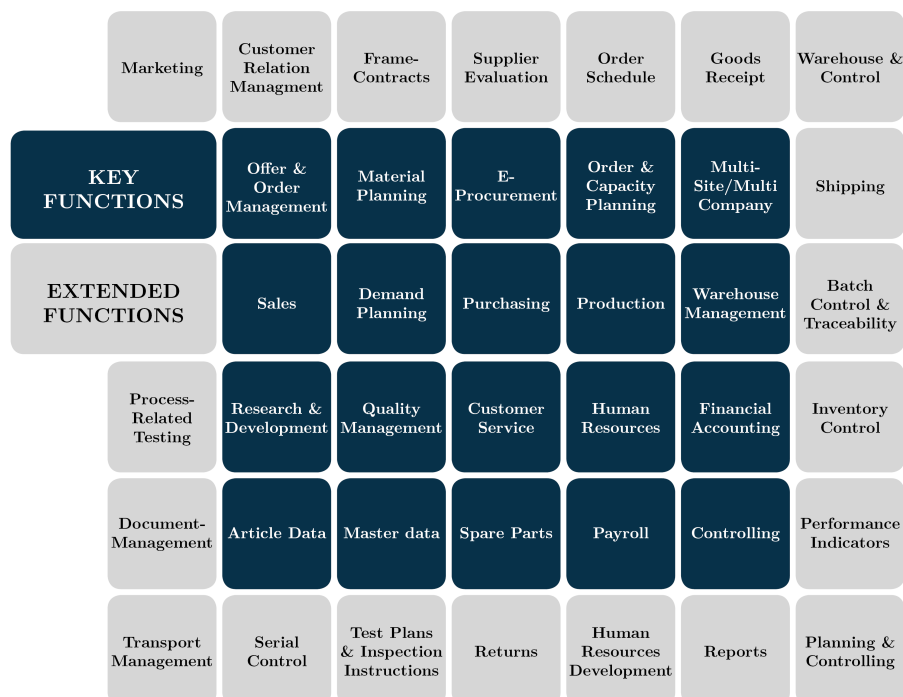 Marketing
Customer
Relation
Managment
Frame-
Contracts
Supplier
Evaluation
Order
Schedule
Goods
Receipt
Warehouse &
Control
KEY
FUNCTIONS
Offer &
Order
Management
Material
Planning
E-
Procurement
Order &
Capacity
Planning
Multi-
Site/Multi
Company
Shipping
EXTENDED
FUNCTIONS
Sales
Demand
Planning
Purchasing
Production
Warehouse
Management
Batch
Control &
Traceability
Process-
Related
Testing
Research &
Development
Quality
Management
Customer
Service
Human
Resources
Financial
Accounting
Inventory
Control
Document-
Management
Article Data
Master data
Spare Parts
Payroll
Controlling
Performance
Indicators
Transport
Management
Serial
Control
Test Plans
& Inspection
Instructions
Returns
Human
Resources
Development
Reports
Planning &
Controlling